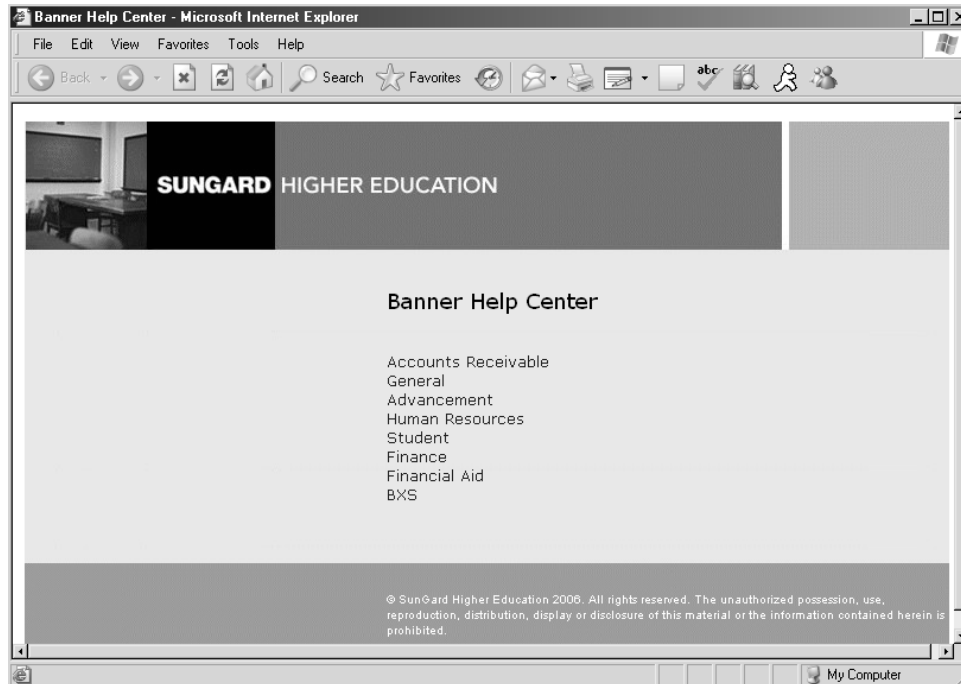 Banner Help Center - Microsoft Internet Explorer
File Edit View Favorites Tools Help
Back Search Favorites abc
SUNGARD HIGHER EDUCATION
Banner Help Center
Accounts Receivable
General
Advancement
Human Resources
Student
Finance
Financial Aid
BXS
© SunGard Higher Education 2006. All rights reserved. The unauthorized possession, use,
reproduction, distribution, display or disclosure of this material or the information contained herein is
prohibited.
My Computer